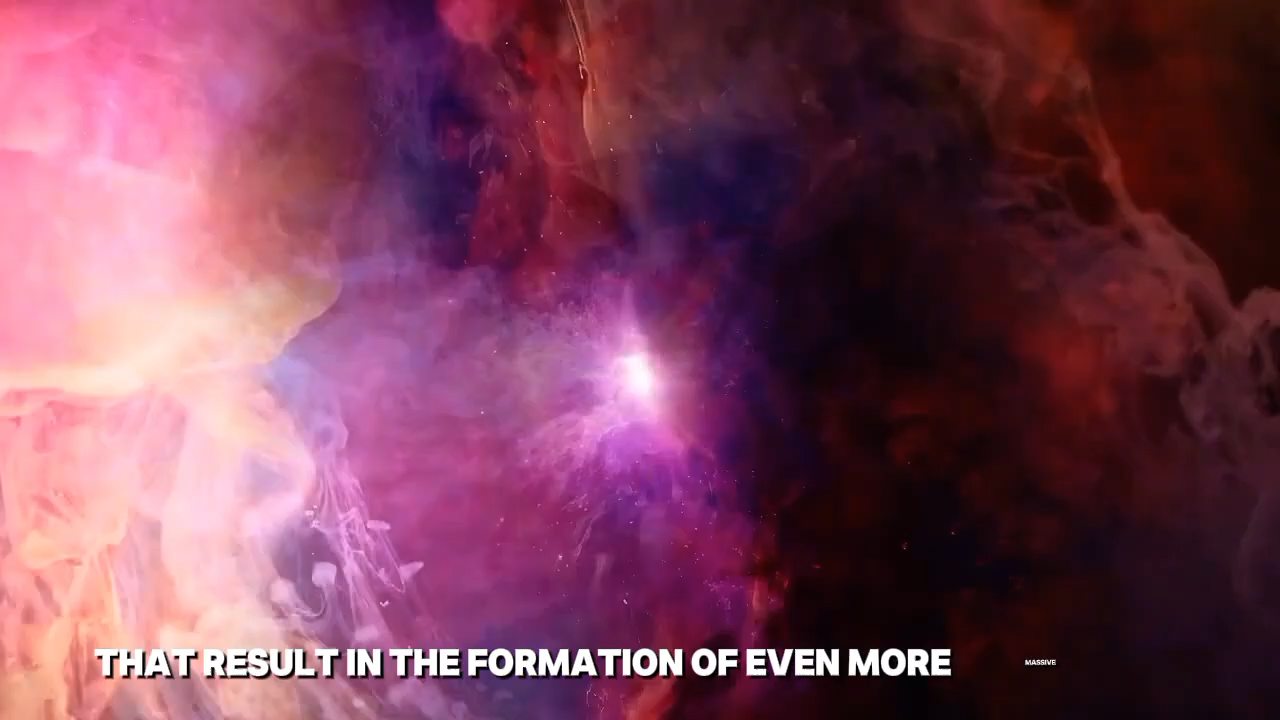 THAT RESULT IN THE FORMATION OF EVEN MORE MASSIVE